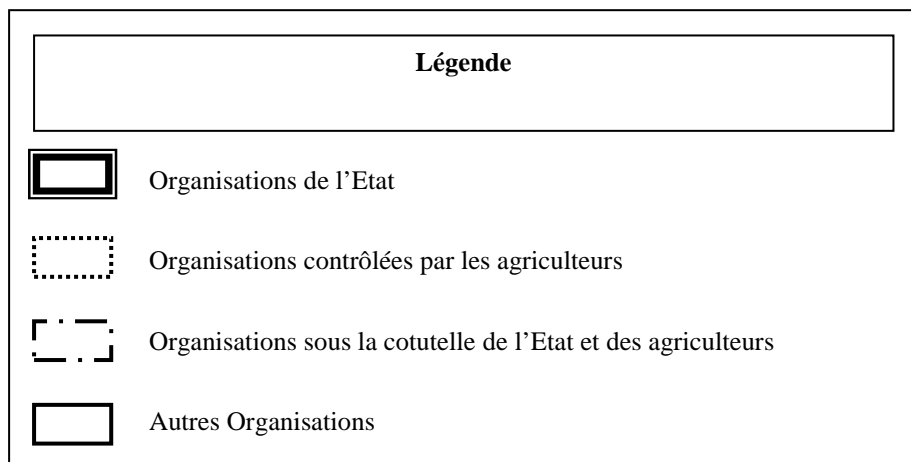 Légende
Organisations de l’Etat
Organisations contrôlées par les agriculteurs
Organisations sous la cotutelle de l’Etat et des agriculteurs
Autres Organisations